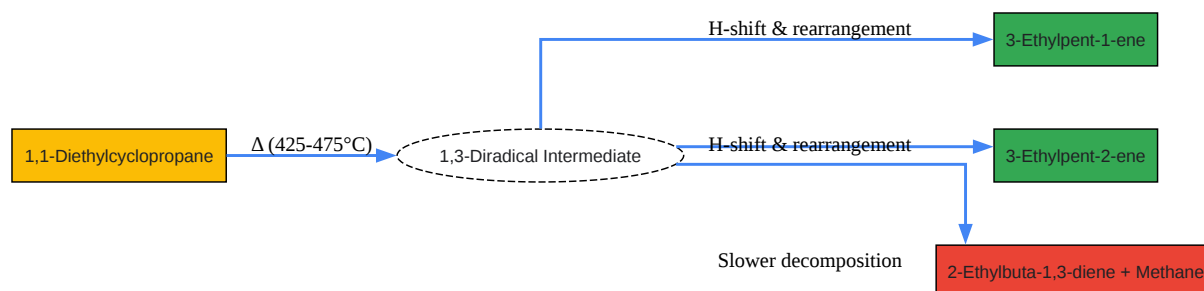 H-shift & rearrangement
3-Ethylpent-1-ene
1,1-Diethylcyclopropane
Δ (425-475°C)
1,3-Diradical Intermediate
H-shift & rearrangement
3-Ethylpent-2-ene
Slower decomposition
2-Ethylbuta-1,3-diene + Methane